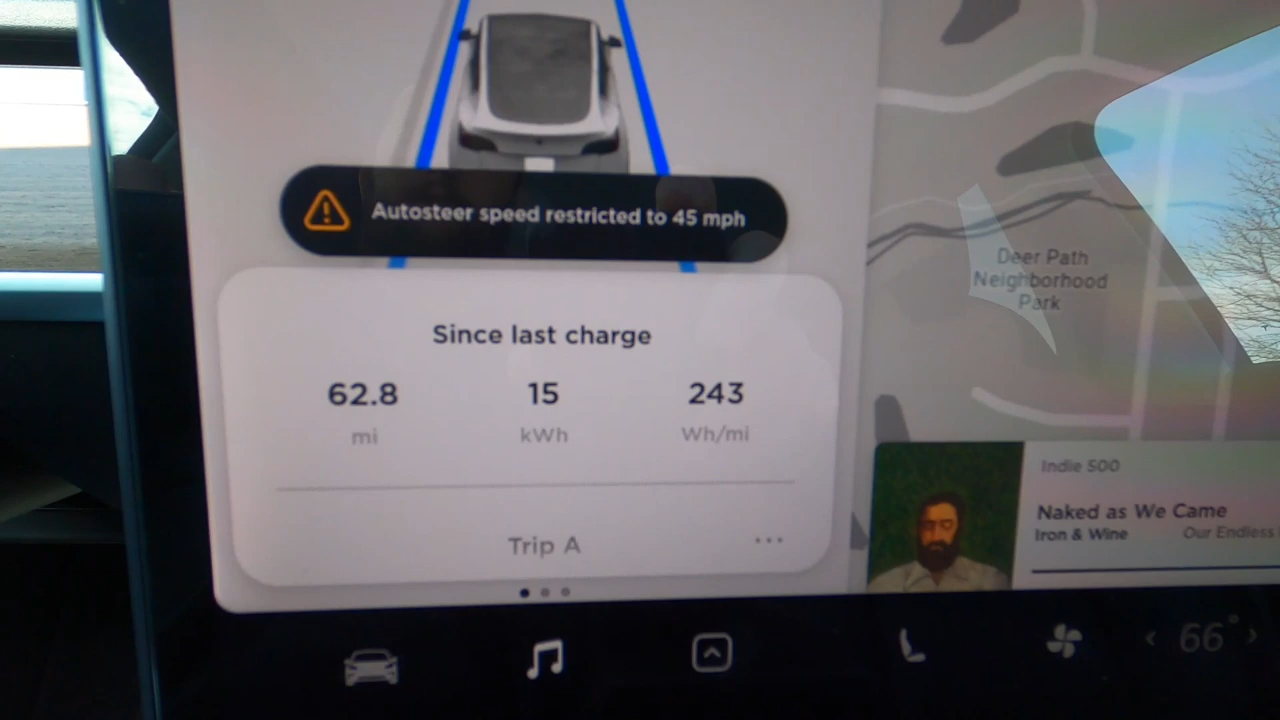 Autosteer speed restricted to 45 mph
Since last charge
62.8 15 243
mi kWh Wh/mi
Trip A
Deer Path
Neighborhood
Park
Indie 500
Naked as We Came
Iron & Wine Our Endless
66°